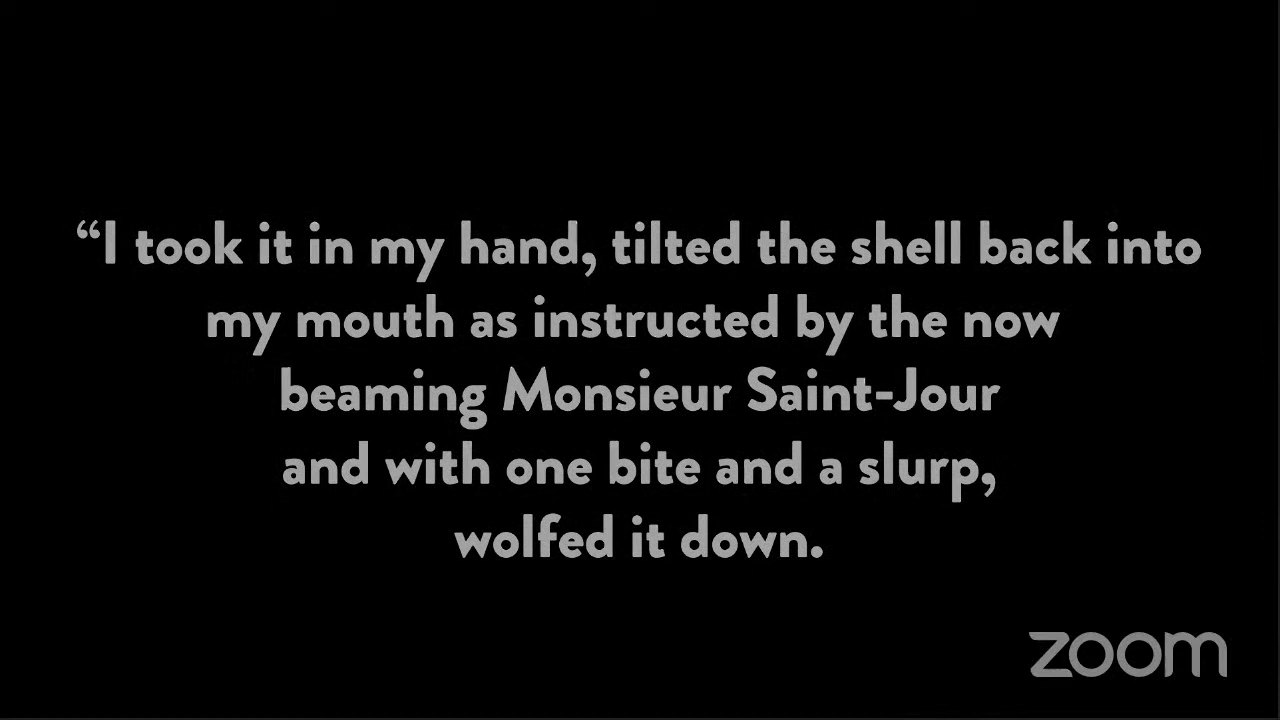 “I took it in my hand, tilted the shell back into
my mouth as instructed by the now
beaming Monsieur Saint-Jour
and with one bite and a slurp,
wolfed it down.
zoom